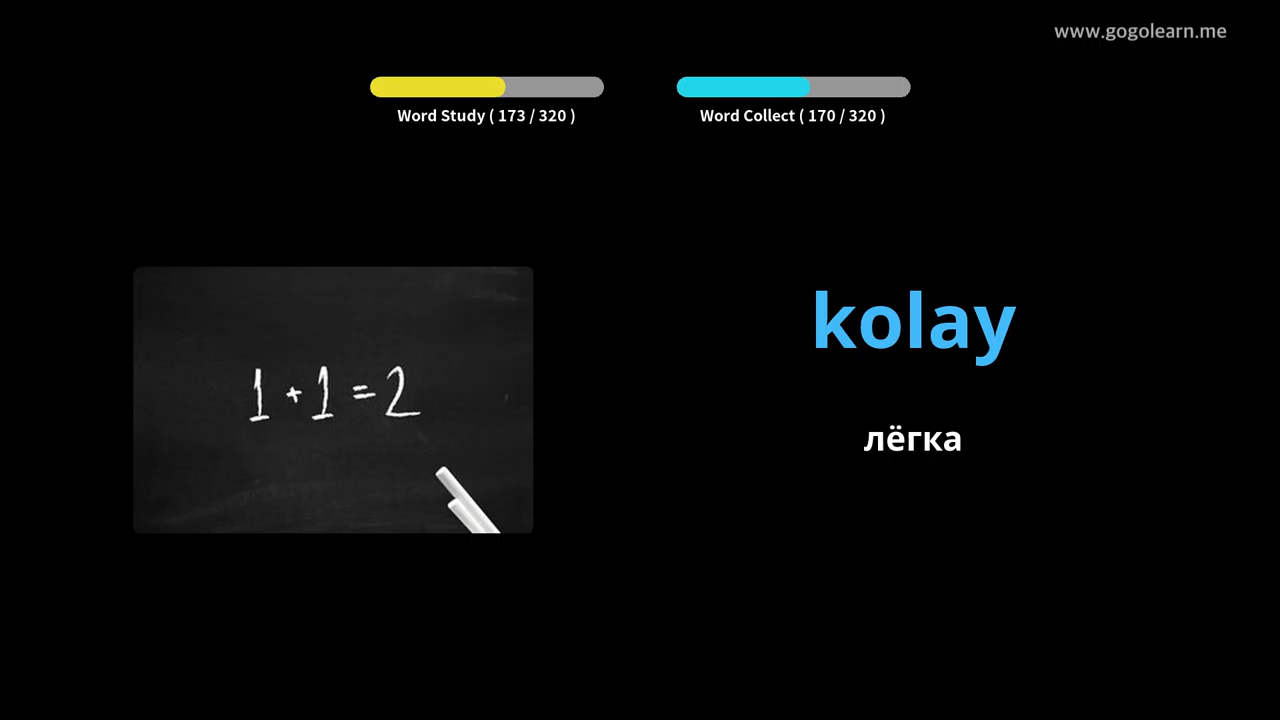 www.gogolearn.me
Word Study ( 173 / 320 )
Word Collect ( 170 / 320 )
1 + 1 = 2
kolay
лёгка